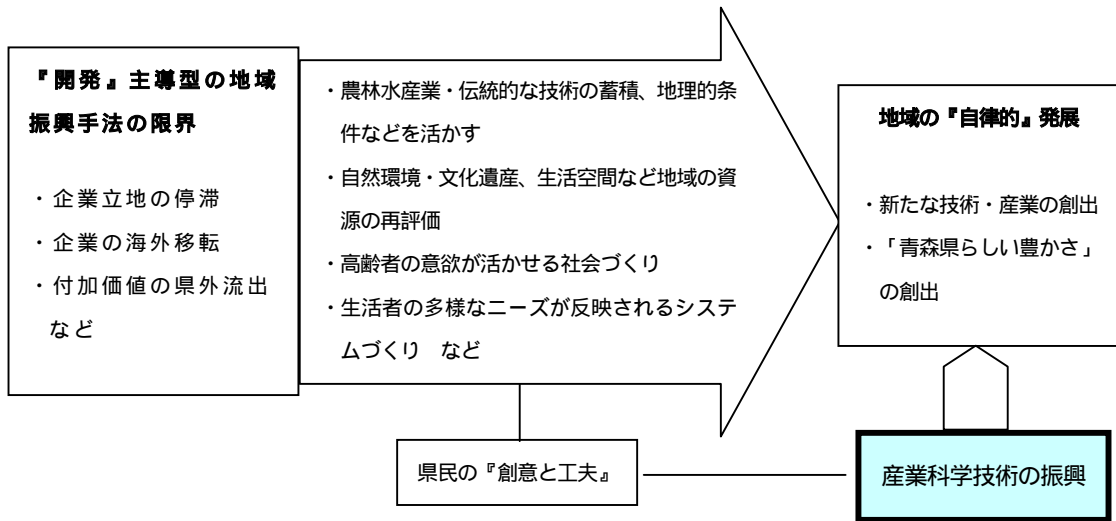 『開発』主導型の地域
振興手法の限界
・企業立地の停滞
・企業の海外移転
・付加価値の県外流出
など
・農林水産業・伝統的な技術の蓄積、地理的条
件などを活かす
・自然環境・文化遺産、生活空間など地域の資
源の再評価
・高齢者の意欲が活かせる社会づくり
・生活者の多様なニーズが反映されるシステ
ムづくり　など
地域の『自律的』発展
・新たな技術・産業の創出
・「青森県らしい豊かさ」
の創出
県民の『創意と工夫』
産業科学技術の振興